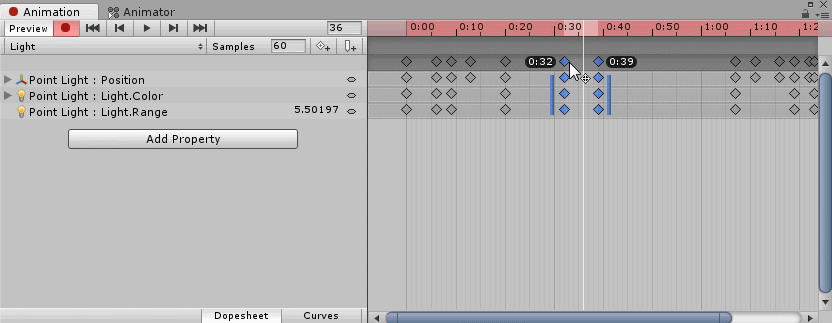 Animation Animator
Preview 36 0:00 0:10 0:20 0:30 0:40 0:50 1:00 1:10 1:2
Light Samples 60
0:32 0:39
Point Light : Position
Point Light : Light.Color
Point Light : Light.Range 5.50197
Add Property
Dopesheet Curves